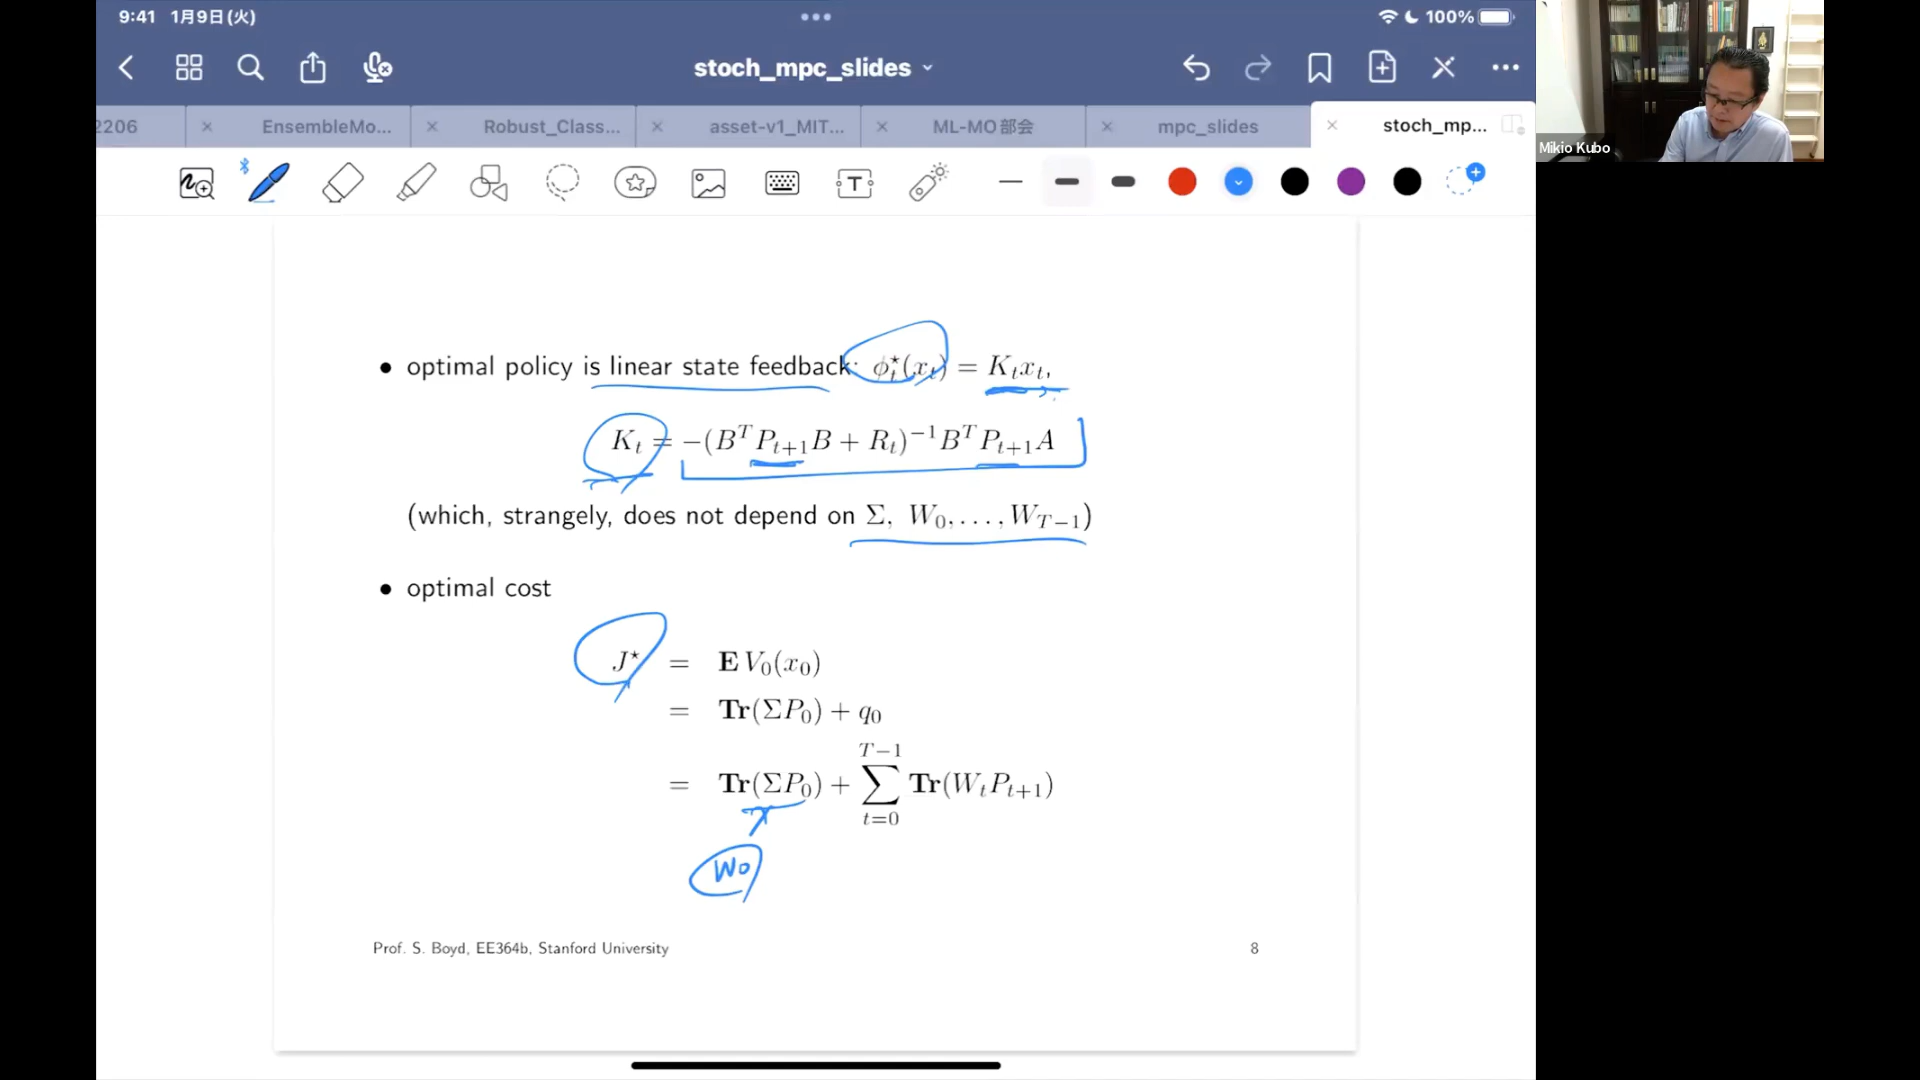 9:41 1月9日(火)
100%
stoch_mpc_slides
2206
EnsembleMo...
Robust_Class...
asset-v1_MIT...
ML-MO部会
mpc_slides
stoch_mp...
Mikio Kubo
• optimal policy is linear state feedback: ϕₜ⋆(xₜ) = Kₜxₜ,
Kₜ = −(BᵀPₜ₊₁B + Rₜ)⁻¹BᵀPₜ₊₁A
(which, strangely, does not depend on Σ, W₀, . . . , W_{T−1})
• optimal cost
J⋆ = E V₀(x₀)
= Tr(ΣP₀) + q₀
= Tr(ΣP₀) + ∑_{t=0}^{T−1} Tr(WₜPₜ₊₁)
W0
Prof. S. Boyd, EE364b, Stanford University
8